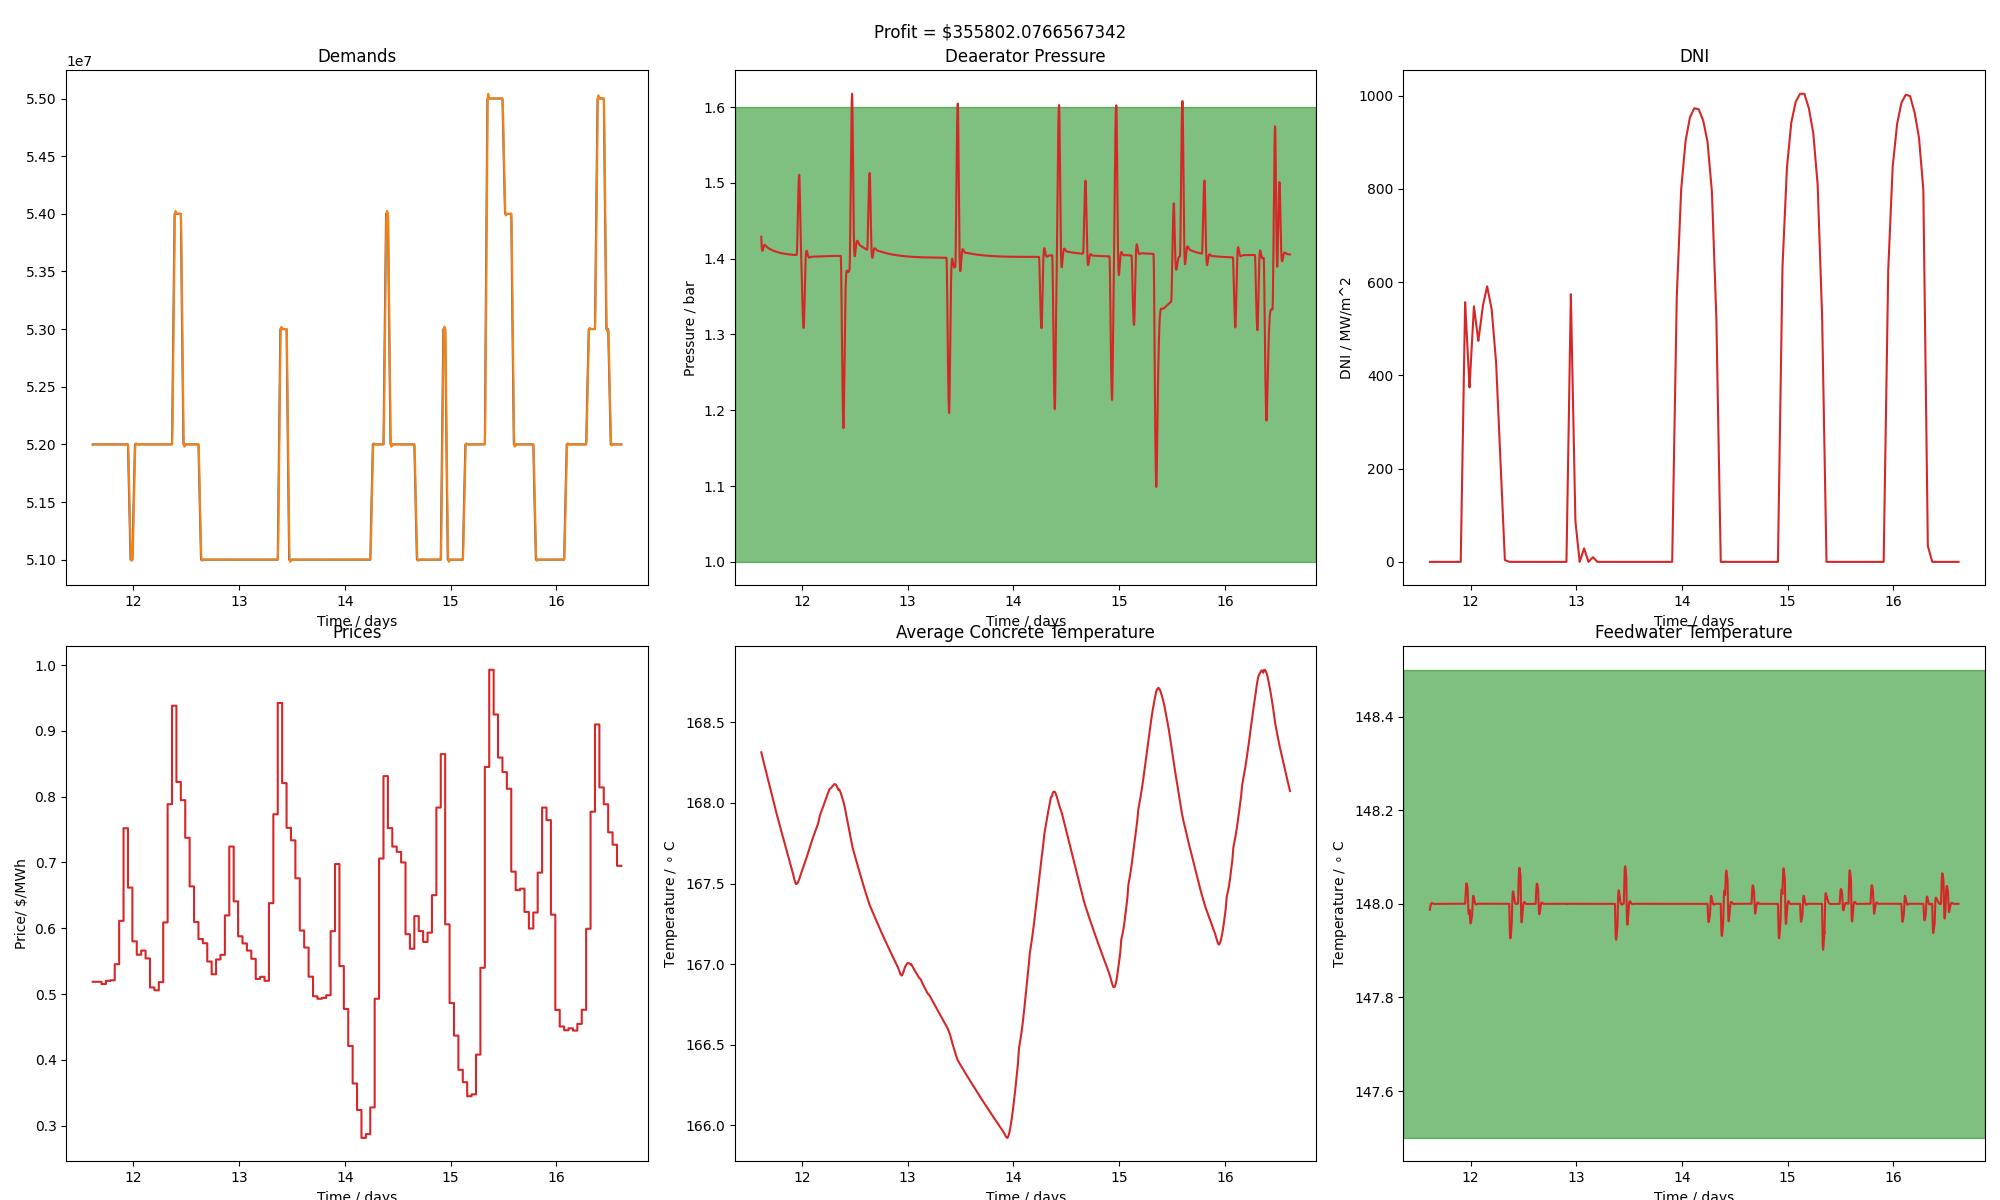 Profit = $355802.0766567342
Demands
1e7
5.50
5.45
5.40
5.35
5.30
5.25
5.20
5.15
5.10
12 13 14 15 16
Time / days
Deaerator Pressure
Pressure / bar
1.6
1.5
1.4
1.3
1.2
1.1
1.0
12 13 14 15 16
Time / days
DNI
DNI / MW/m^2
1000
800
600
400
200
0
12 13 14 15 16
Time / days
Prices
Price/ $/MWh
1.0
0.9
0.8
0.7
0.6
0.5
0.4
0.3
12 13 14 15 16
Time / days
Average Concrete Temperature
Temperature / ∘ C
168.5
168.0
167.5
167.0
166.5
166.0
12 13 14 15 16
Time / days
Feedwater Temperature
Temperature / ∘ C
148.4
148.2
148.0
147.8
147.6
12 13 14 15 16
Time / days